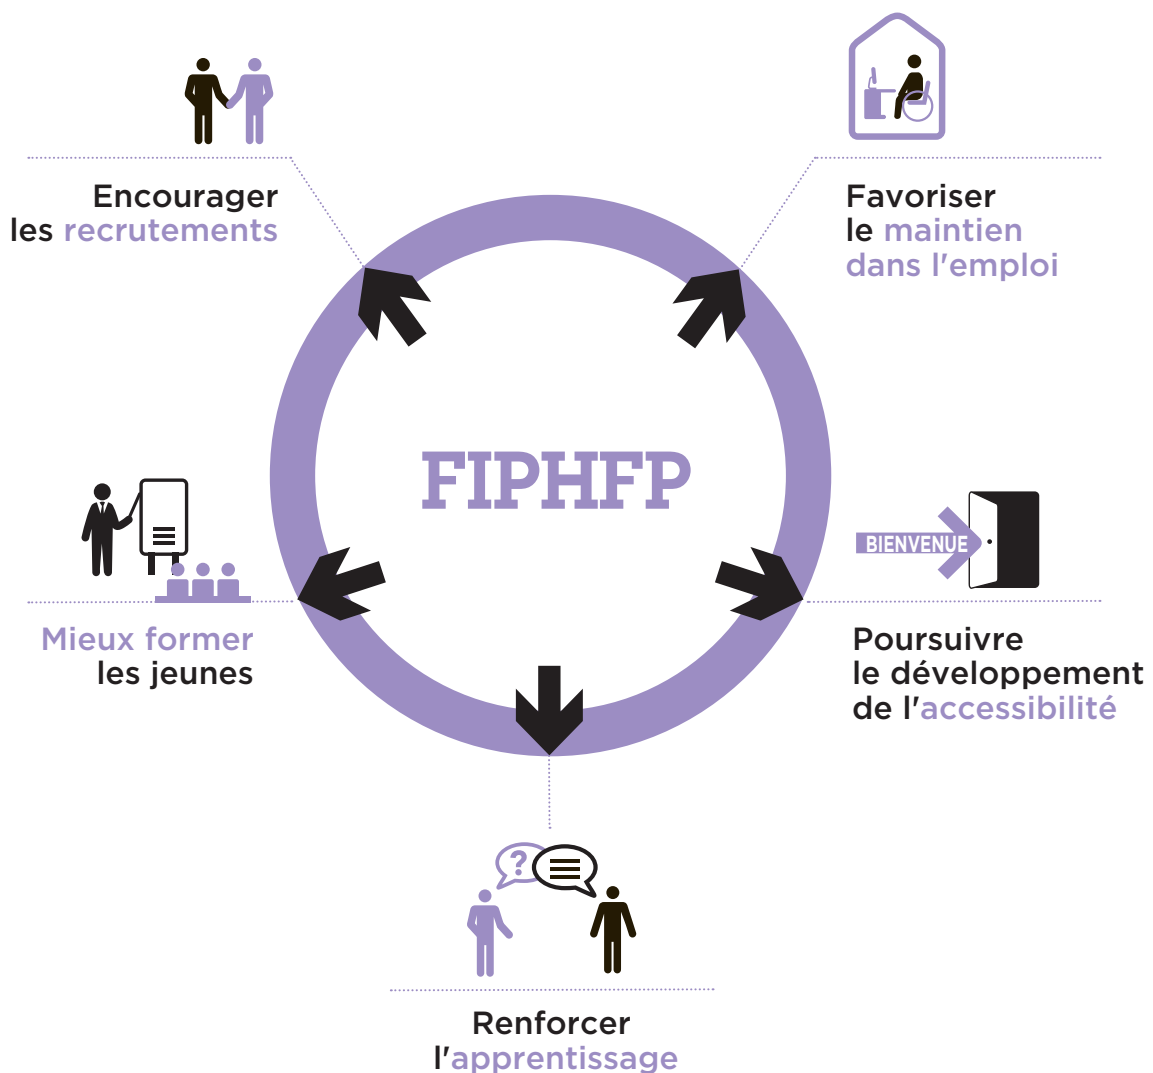 Encourager
les recrutements
Favoriser
le maintien
dans l'emploi
FIPHFP
BIENVENUE
Mieux former
les jeunes
Poursuivre
le développement
de l'accessibilité
?
Renforcer
l'apprentissage